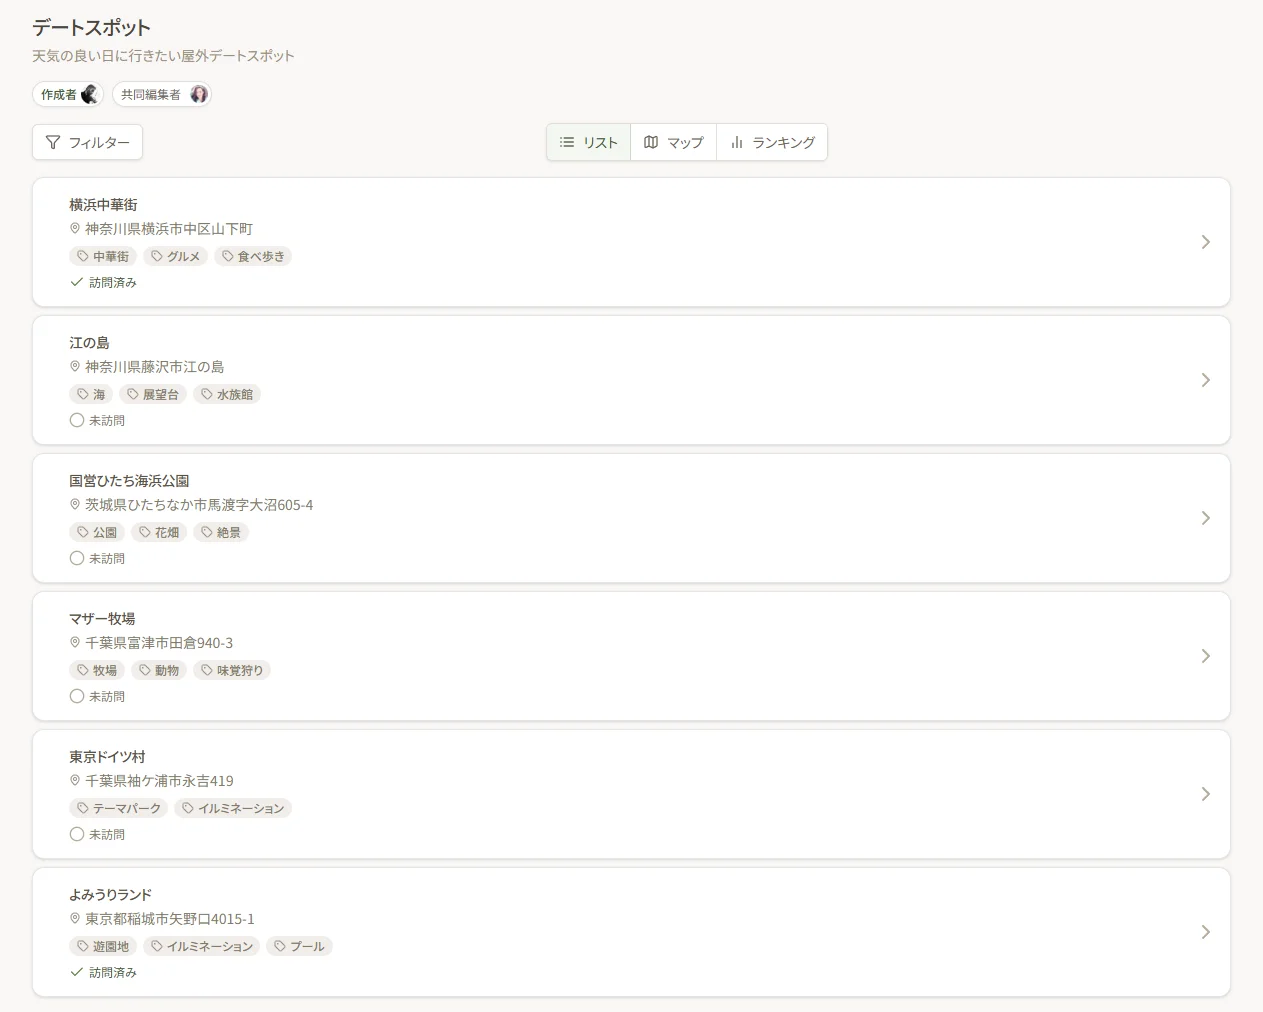 デートスポット
天気の良い日に行きたい屋外デートスポット
作成者 共同編集者
フィルター リスト マップ ランキング
横浜中華街
神奈川県横浜市中区山下町
中華街 グルメ 食べ歩き
訪問済み
江の島
神奈川県藤沢市江の島
海 展望台 水族館
未訪問
国営ひたち海浜公園
茨城県ひたちなか市馬渡字大沼605-4
公園 花畑 絶景
未訪問
マザー牧場
千葉県富津市田倉940-3
牧場 動物 味覚狩り
未訪問
東京ドイツ村
千葉県袖ケ浦市永吉419
テーマパーク イルミネーション
未訪問
よみうりランド
東京都稲城市矢野口4015-1
遊園地 イルミネーション プール
訪問済み